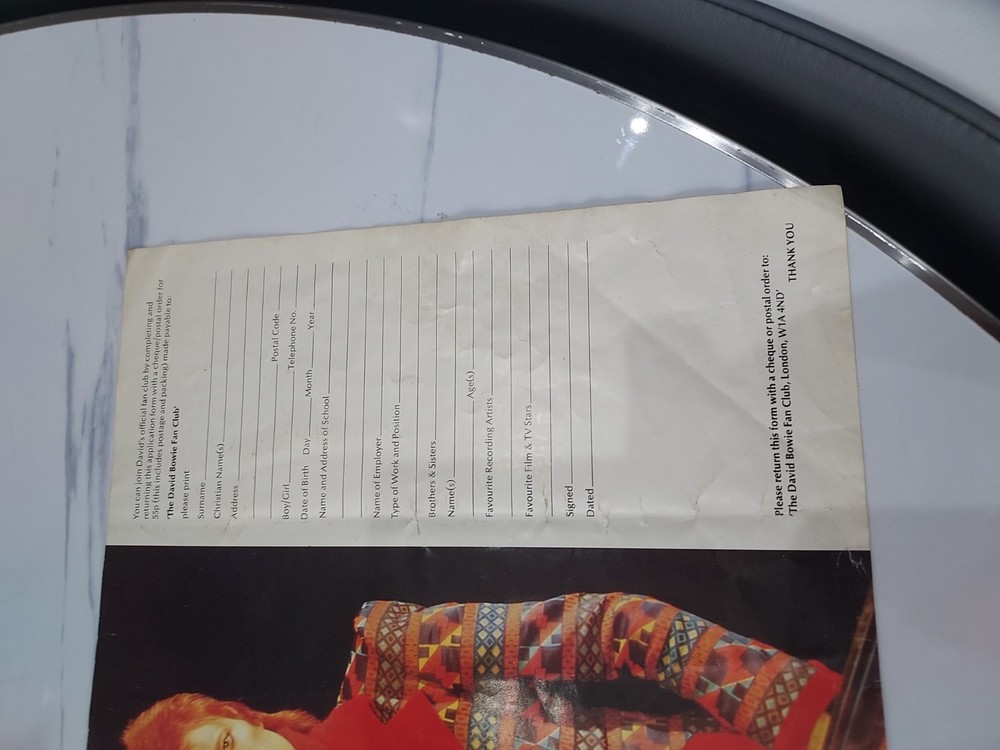 You can join David's official fan club by completing and
returning this application form with a cheque/postal order for
55p (this includes postage and packing) made payable to:
'The David Bowie Fan Club'
please print
Surname
Christian Name(s)
Address
Postal Code
Boy/Girl Telephone No.
Date of Birth Day Month Year
Name and Address of School
Name of Employer
Type of Work and Position
Brothers & Sisters
Name(s) Age(s)
Favourite Recording Artists
Favourite Film & TV Stars
Signed
Dated
Please return this form with a cheque or postal order to:
'The David Bowie Fan Club, London, W1A 4ND'
THANK YOU